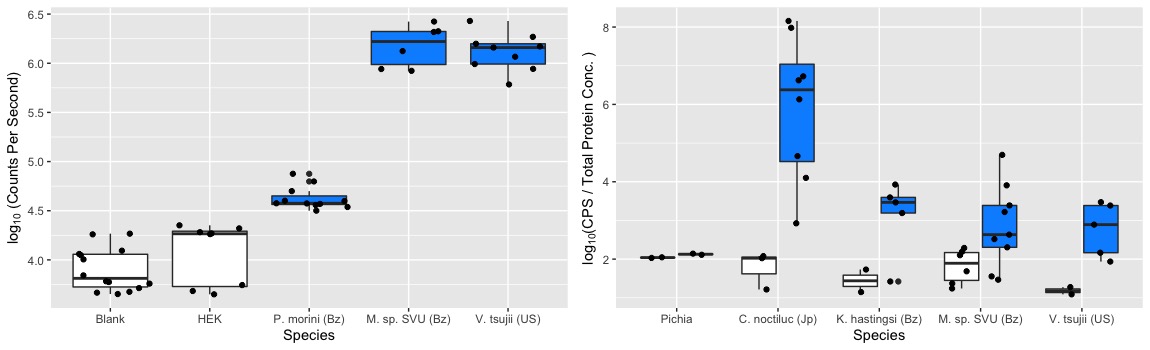 log10 (Counts Per Second)
6.5
6.0
5.5
5.0
4.5
4.0
Blank HEK P. morini (Bz) M. sp. SVU (Bz) V. tsujii (US)
Species
log10(CPS / Total Protein Conc. )
8
6
4
2
Pichia C. noctiluc (Jp) K. hastingsi (Bz) M. sp. SVU (Bz) V. tsujii (US)
Species